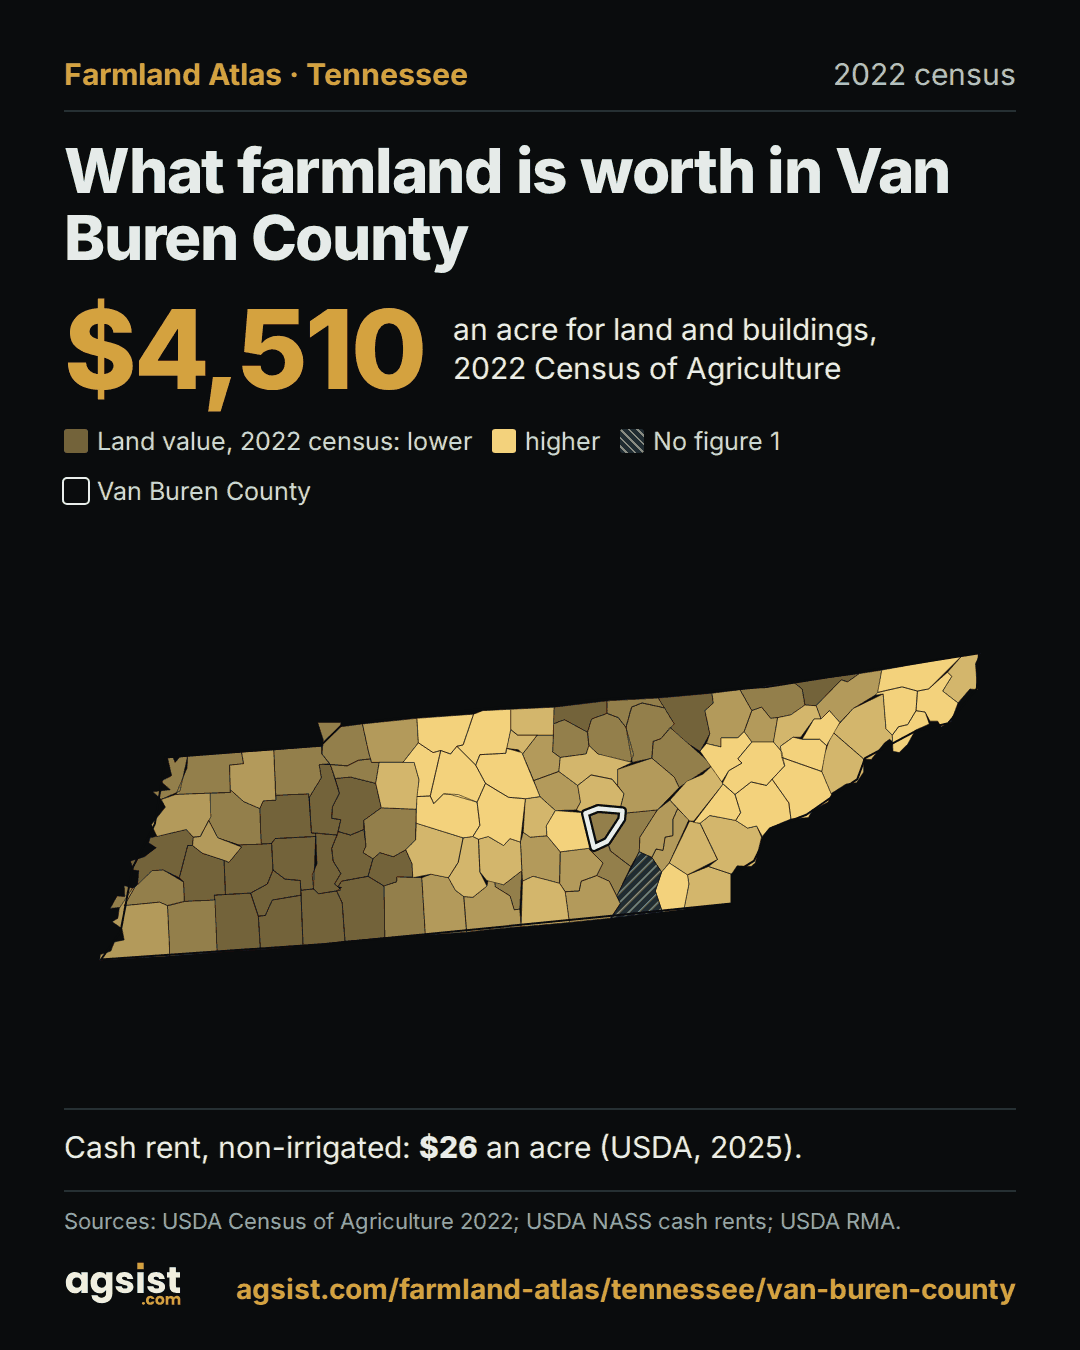 Farmland Atlas · Tennessee
2022 census
What farmland is worth in Van
Buren County
$4,510
an acre for land and buildings,
2022 Census of Agriculture
Land value, 2022 census: lower
higher
No figure 1
Van Buren County
Cash rent, non-irrigated: $26 an acre (USDA, 2025).
Sources: USDA Census of Agriculture 2022; USDA NASS cash rents; USDA RMA.
agsist
.com
agsist.com/farmland-atlas/tennessee/van-buren-county